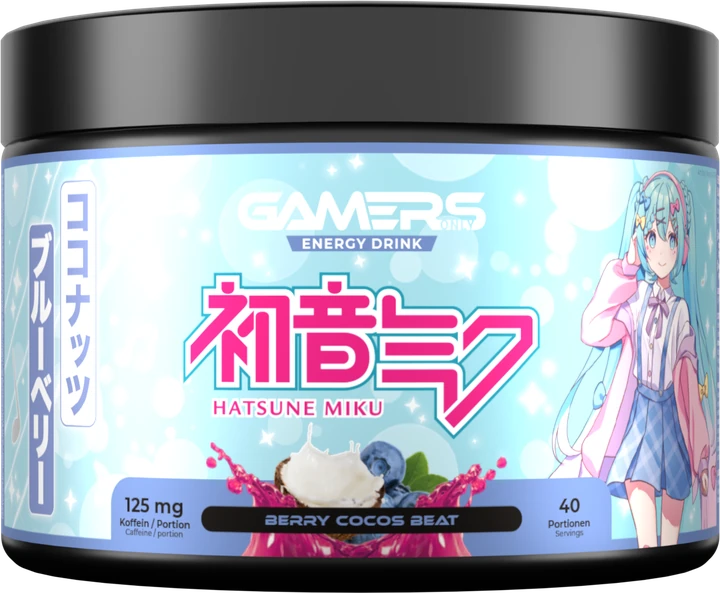 ココナッツ
ブルーベリー
GAMERS
ONLY
ENERGY DRINK
初音ミク
HATSUNE MIKU
125 mg
Koffein / Portion
Caffeine / portion
BERRY COCOS BEAT
40
Portionen
Servings